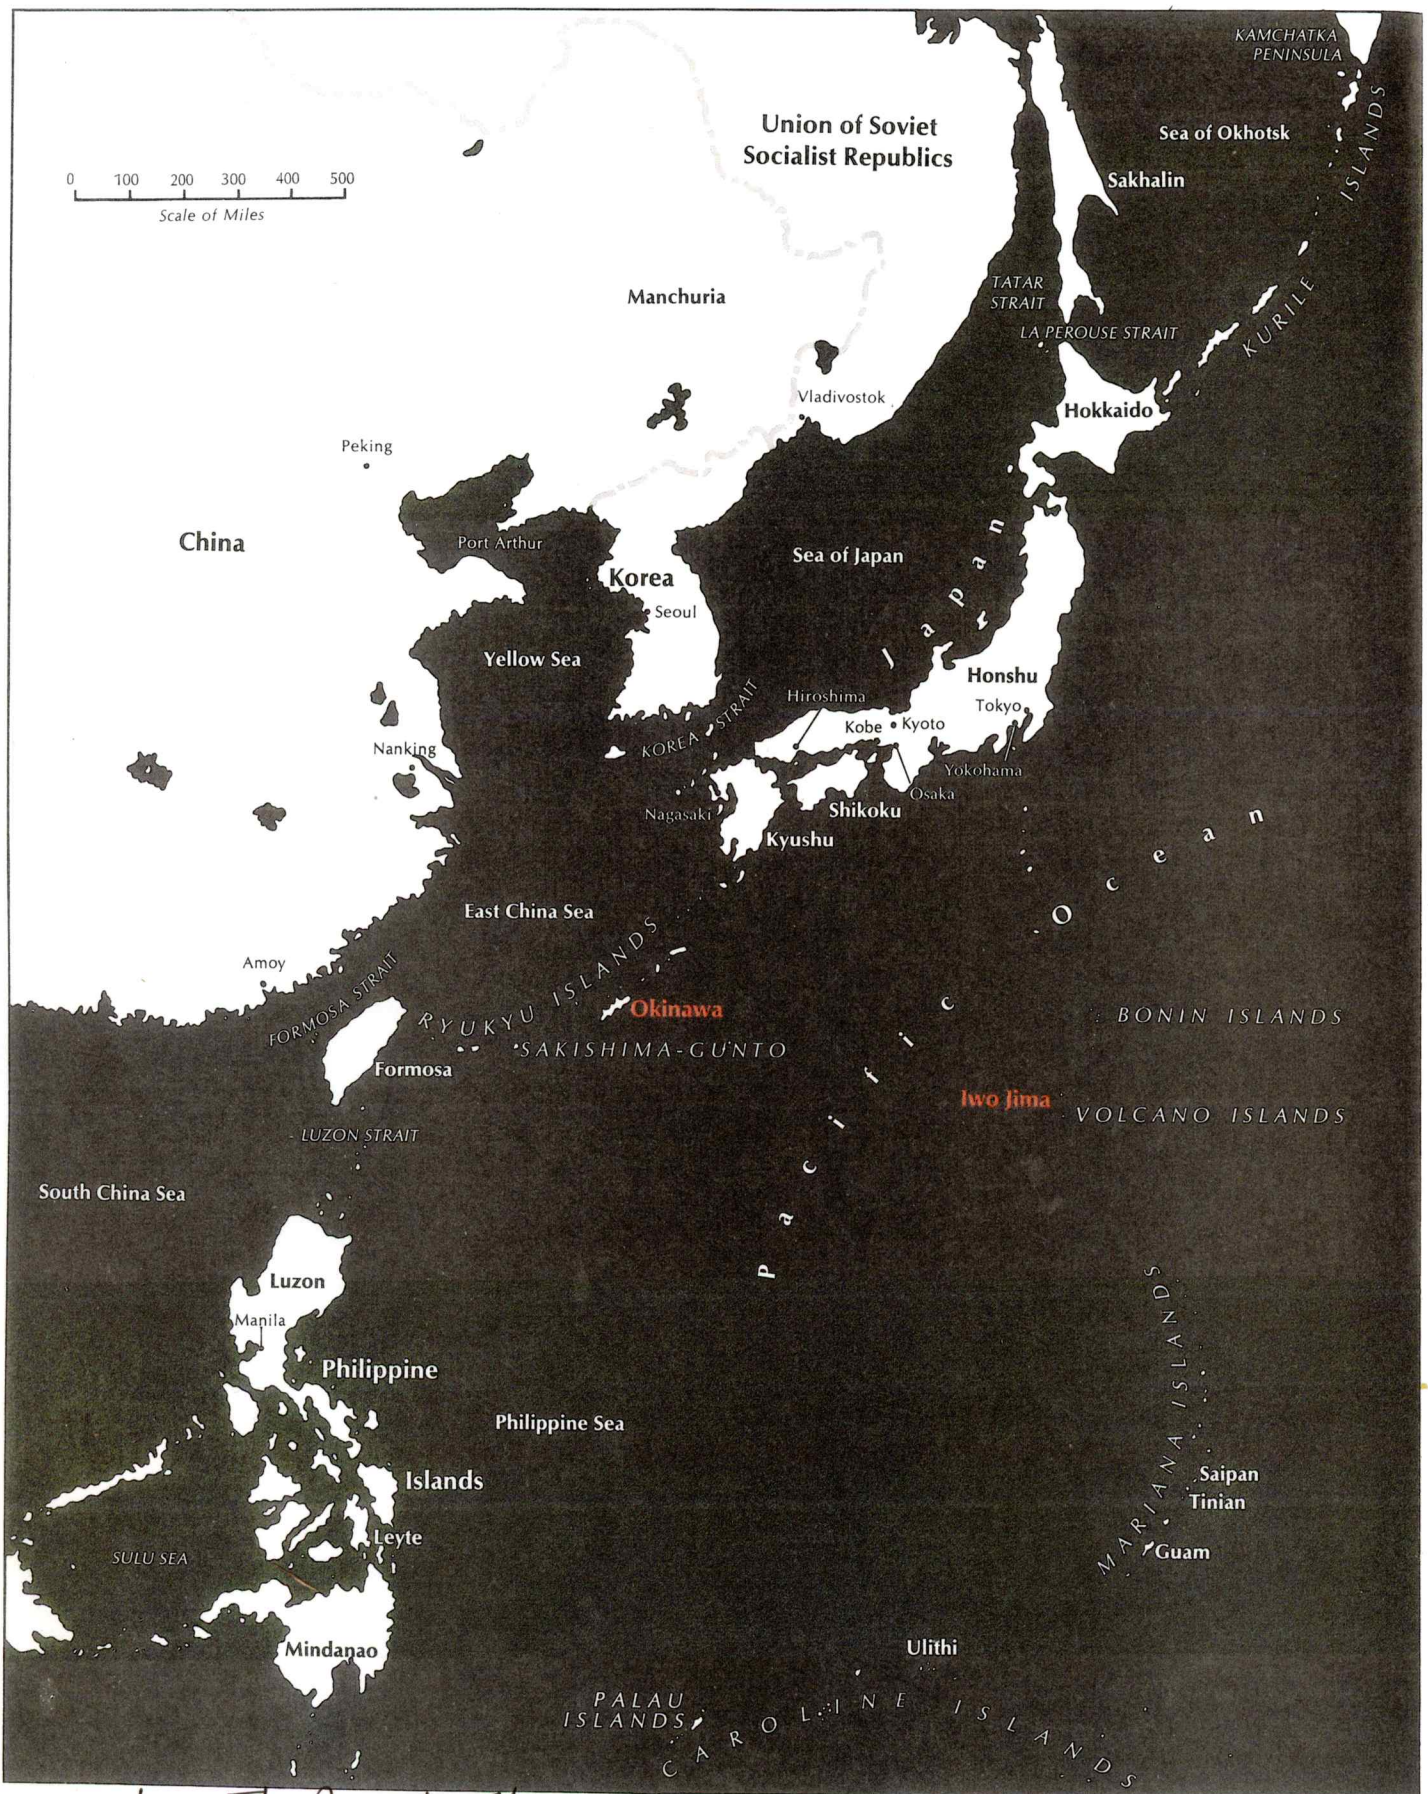 KAMCHATKA
PENINSULA
Union of Soviet
Socialist Republics
Sea of Okhotsk
KURILE ISLANDS
Sakhalin
0 100 200 300 400 500
Scale of Miles
TATAR
STRAIT
Manchuria
LA PEROUSE STRAIT
Vladivostok
Hokkaido
Peking
China
Port Arthur
Sea of Japan
Japan
Korea
Seoul
Yellow Sea
Honshu
Hiroshima
Tokyo
Kobe
Kyoto
KOREA STRAIT
Nanking
Yokohama
Osaka
Nagasaki
Shikoku
Kyushu
Pacific Ocean
East China Sea
Amoy
FORMOSA STRAIT
RYUKYU ISLANDS
Okinawa
BONIN ISLANDS
SAKISHIMA-GUNTO
Formosa
Iwo Jima
VOLCANO ISLANDS
LUZON STRAIT
South China Sea
Luzon
Manila
Philippine
Islands
Philippine Sea
MARIANA ISLANDS
Saipan
Tinian
Leyte
SULU SEA
Guam
Mindanao
Ulithi
PALAU
ISLANDS
CAROLINE ISLANDS